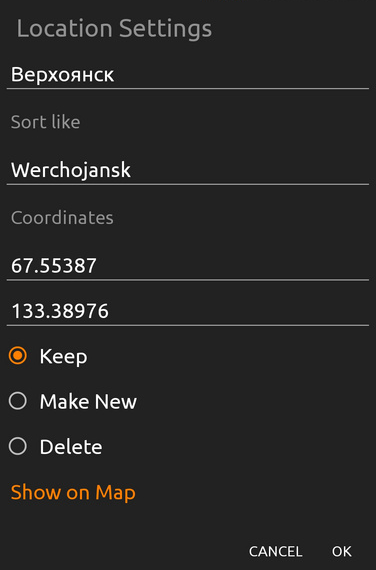 Location Settings
Верхоянск
Sort like
Werchojansk
Coordinates
67.55387
133.38976
Keep
Make New
Delete
Show on Map
CANCEL OK